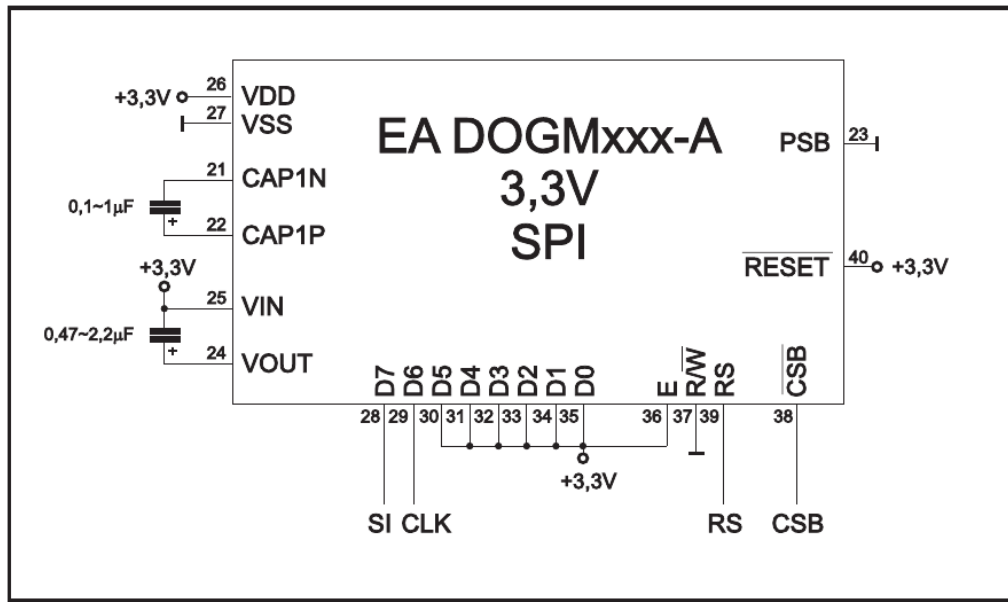 EA DOGMxxx-A
3,3V
SPI
+3,3V
26 VDD
27 VSS
21 CAP1N
0,1~1µF
+
22 CAP1P
+3,3V
25 VIN
0,47~2,2µF
+
24 VOUT
PSB 23
RESET 40 +3,3V
D7 D6 D5 D4 D3 D2 D1 D0 E R/W RS CSB
28 29 30 31 32 33 34 35 36 37 39 38
+3,3V
SI CLK RS CSB